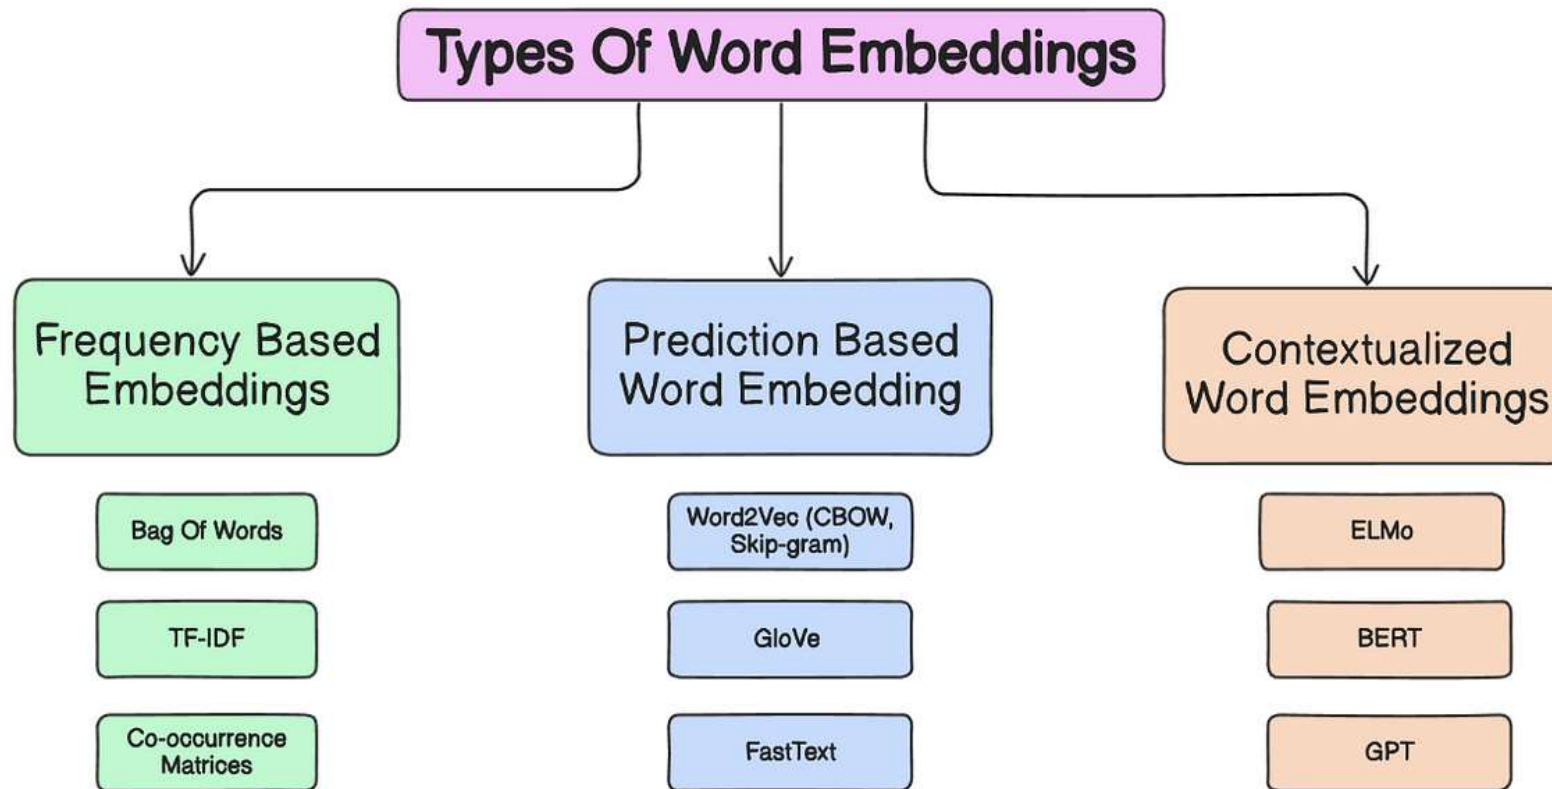 Types Of Word Embeddings
Frequency Based
Embeddings
Prediction Based
Word Embedding
Contextualized
Word Embeddings
Bag Of Words
Word2Vec (CBOW,
Skip-gram)
ELMo
TF-IDF
GloVe
BERT
Co-occurrence
Matrices
FastText
GPT